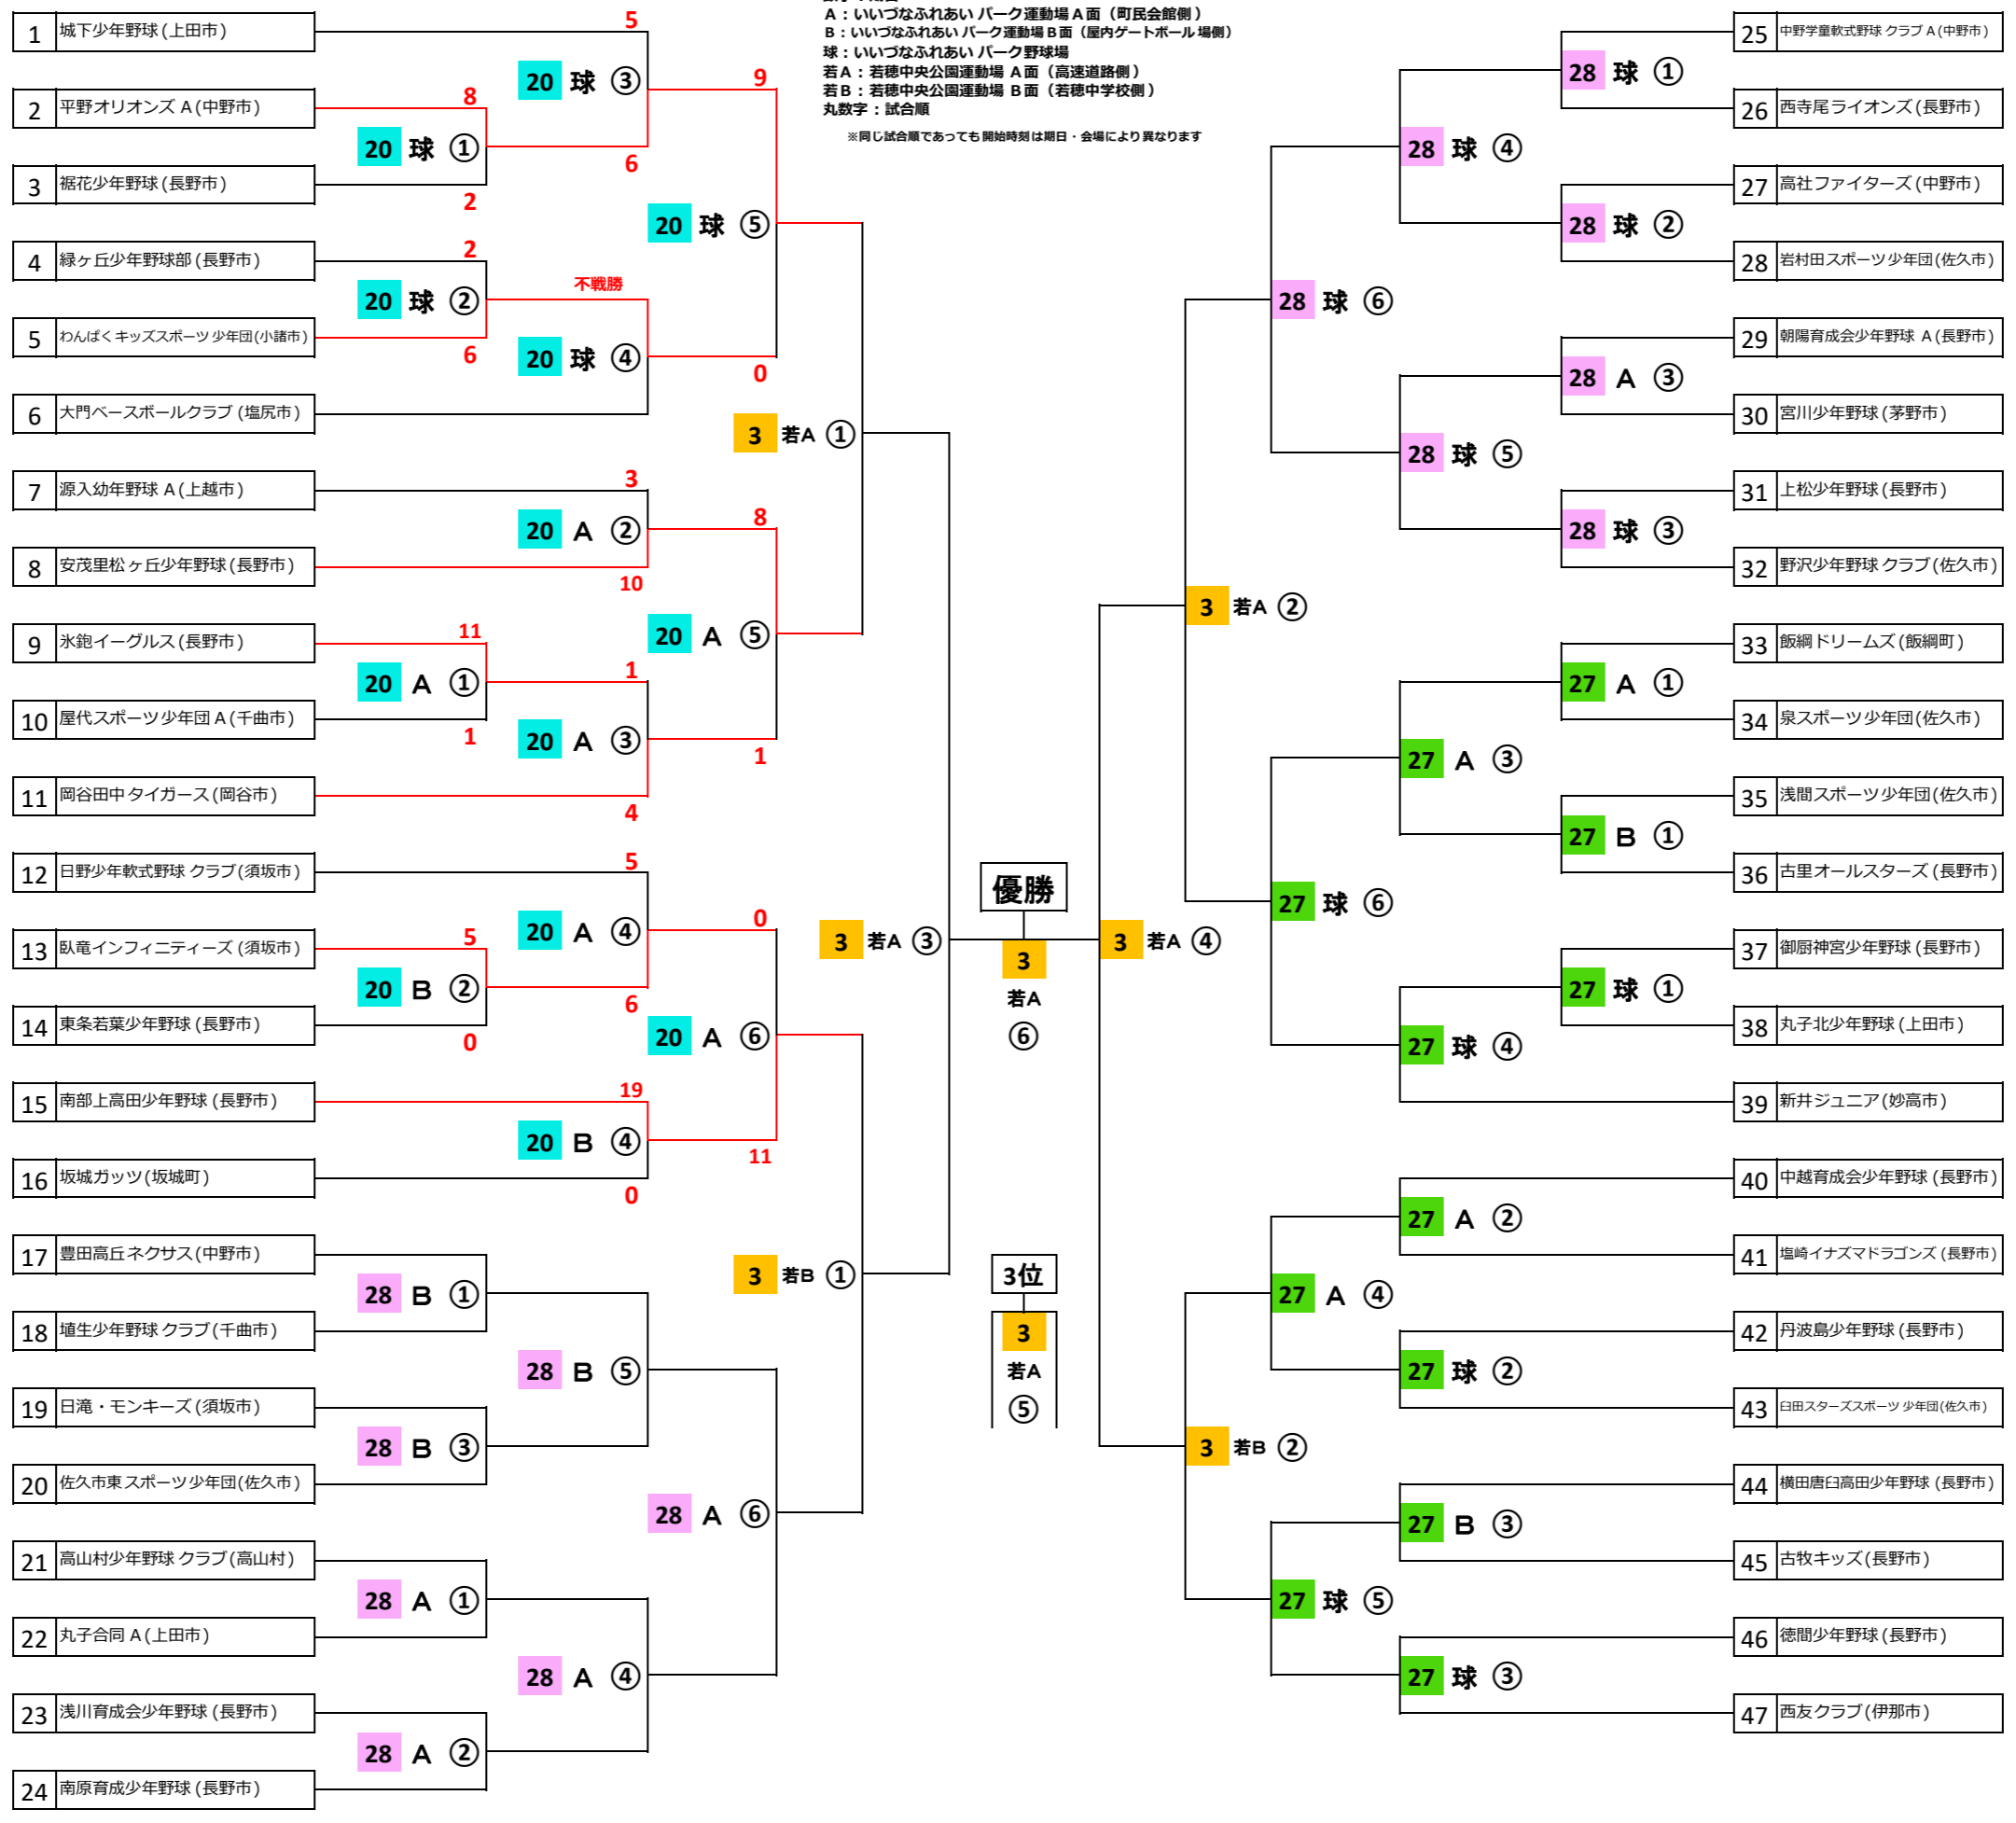 A：いいづなふれあいパーク運動場A面（町民会館側）
B：いいづなふれあいパーク運動場B面（屋内ゲートボール場側）
球：いいづなふれあいパーク野球場
若A：若穂中央公園運動場 A面（高速道路側）
若B：若穂中央公園運動場 B面（若穂中学校側）
丸数字：試合順
※同じ試合順であっても開始時刻は期日・会場により異なります
1 城下少年野球(上田市)
5
20 球 ③
9
2 平野オリオンズ A(中野市)
8
20 球 ①
6
3 裾花少年野球(長野市)
2
20 球 ⑤
4 緑ヶ丘少年野球部(長野市)
2
20 球 ②
不戦勝
5 わんぱくキッズスポーツ少年団(小諸市)
6
20 球 ④
0
6 大門ベースボールクラブ(塩尻市)
3 若A ①
7 源入幼年野球 A(上越市)
3
20 A ②
8
8 安茂里松ヶ丘少年野球(長野市)
10
20 A ⑤
9 氷鉋イーグルス(長野市)
11
20 A ①
1
10 屋代スポーツ少年団 A(千曲市)
1
20 A ③
1
11 岡谷田中タイガース(岡谷市)
4
12 日野少年軟式野球クラブ(須坂市)
5
20 A ④
0
13 臥竜インフィニティーズ(須坂市)
5
20 B ②
6
14 東条若葉少年野球(長野市)
0
20 A ⑥
15 南部上高田少年野球(長野市)
19
20 B ④
11
16 坂城ガッツ(坂城町)
0
17 豊田高丘ネクサス(中野市)
28 B ①
3 若B ①
18 埴生少年野球クラブ(千曲市)
28 B ⑤
19 日滝・モンキーズ(須坂市)
28 B ③
20 佐久市東スポーツ少年団(佐久市)
28 A ⑥
21 高山村少年野球クラブ(高山村)
28 A ①
22 丸子合同 A(上田市)
28 A ④
23 浅川育成会少年野球(長野市)
28 A ②
24 南原育成少年野球(長野市)
3 若A ③
優勝
3
若A
⑥
3 若A ④
3位
3
若A
⑤
25 中野学童軟式野球クラブ A(中野市)
28 球 ①
26 西寺尾ライオンズ(長野市)
28 球 ④
27 高社ファイターズ(中野市)
28 球 ②
28 岩村田スポーツ少年団(佐久市)
28 球 ⑥
29 朝陽育成会少年野球 A(長野市)
28 A ③
30 宮川少年野球(茅野市)
28 球 ⑤
31 上松少年野球(長野市)
28 球 ③
32 野沢少年野球クラブ(佐久市)
3 若A ②
33 飯綱ドリームズ(飯綱町)
27 A ①
34 泉スポーツ少年団(佐久市)
27 A ③
35 浅間スポーツ少年団(佐久市)
27 B ①
36 古里オールスターズ(長野市)
27 球 ⑥
37 御厨神宮少年野球(長野市)
27 球 ①
38 丸子北少年野球(上田市)
27 球 ④
39 新井ジュニア(妙高市)
40 中越育成会少年野球(長野市)
27 A ②
41 塩崎イナズマドラゴンズ(長野市)
27 A ④
42 丹波島少年野球(長野市)
27 球 ②
43 臼田スターズスポーツ少年団(佐久市)
3 若B ②
44 横田唐臼高田少年野球(長野市)
27 B ③
45 古牧キッズ(長野市)
27 球 ⑤
46 徳間少年野球(長野市)
27 球 ③
47 西友クラブ(伊那市)